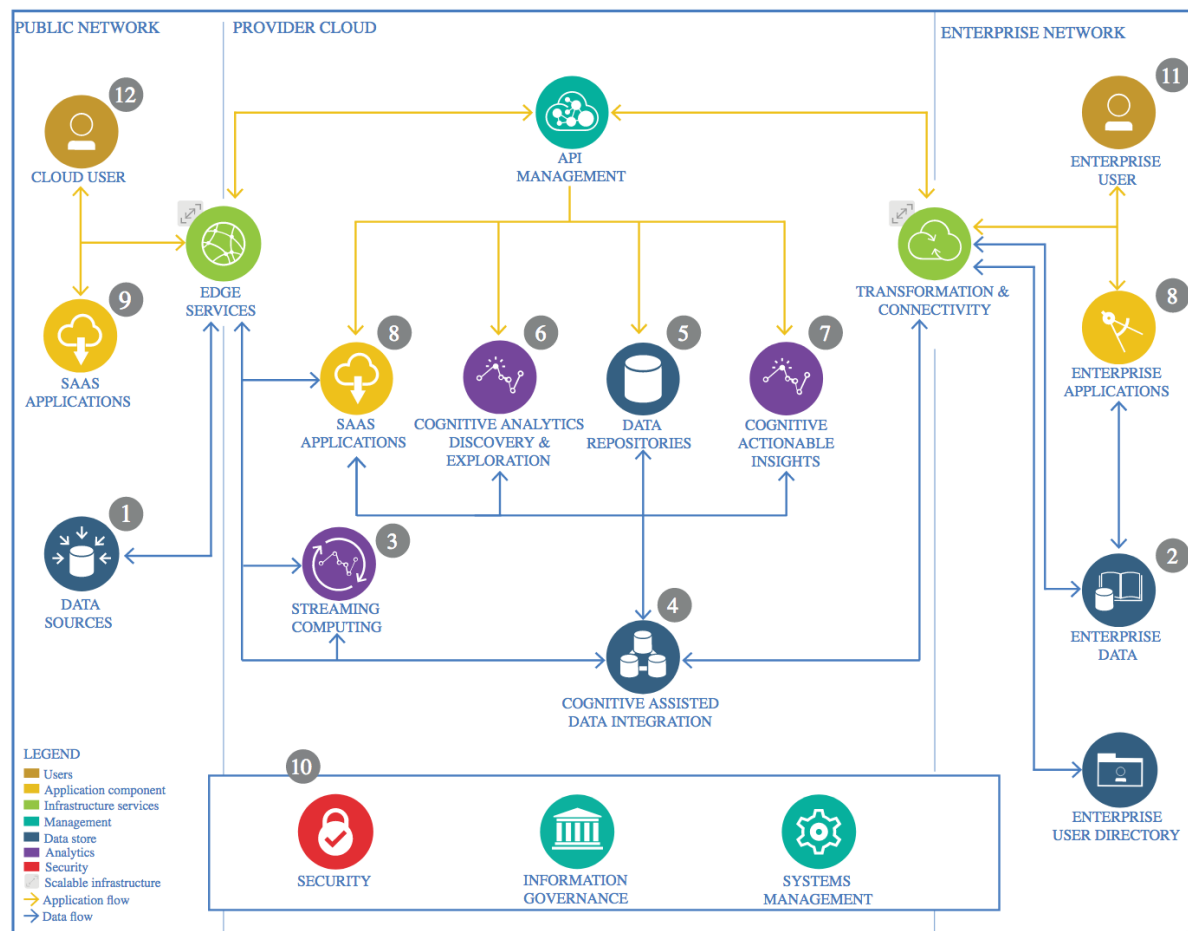 PUBLIC NETWORK
PROVIDER CLOUD
ENTERPRISE NETWORK
12
CLOUD USER
API
MANAGEMENT
11
ENTERPRISE
USER
EDGE
SERVICES
TRANSFORMATION &
CONNECTIVITY
9
SAAS
APPLICATIONS
8
SAAS
APPLICATIONS
6
COGNITIVE ANALYTICS
DISCOVERY &
EXPLORATION
5
DATA
REPOSITORIES
7
COGNITIVE
ACTIONABLE
INSIGHTS
8
ENTERPRISE
APPLICATIONS
1
DATA
SOURCES
3
STREAMING
COMPUTING
4
COGNITIVE ASSISTED
DATA INTEGRATION
2
ENTERPRISE
DATA
ENTERPRISE
USER DIRECTORY
LEGEND
Users
Application component
Infrastructure services
Management
Data store
Analytics
Security
Scalable infrastructure
Application flow
Data flow
10
SECURITY
INFORMATION
GOVERNANCE
SYSTEMS
MANAGEMENT